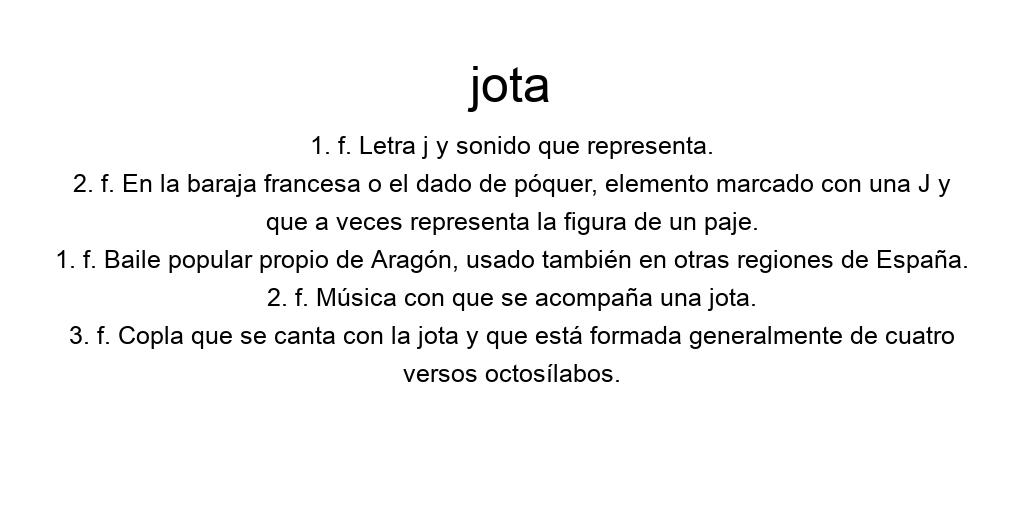 jota
1. f. Letra j y sonido que representa.
2. f. En la baraja francesa o el dado de póquer, elemento marcado con una J y
que a veces representa la figura de un paje.
1. f. Baile popular propio de Aragón, usado también en otras regiones de España.
2. f. Música con que se acompaña una jota.
3. f. Copla que se canta con la jota y que está formada generalmente de cuatro
versos octosílabos.